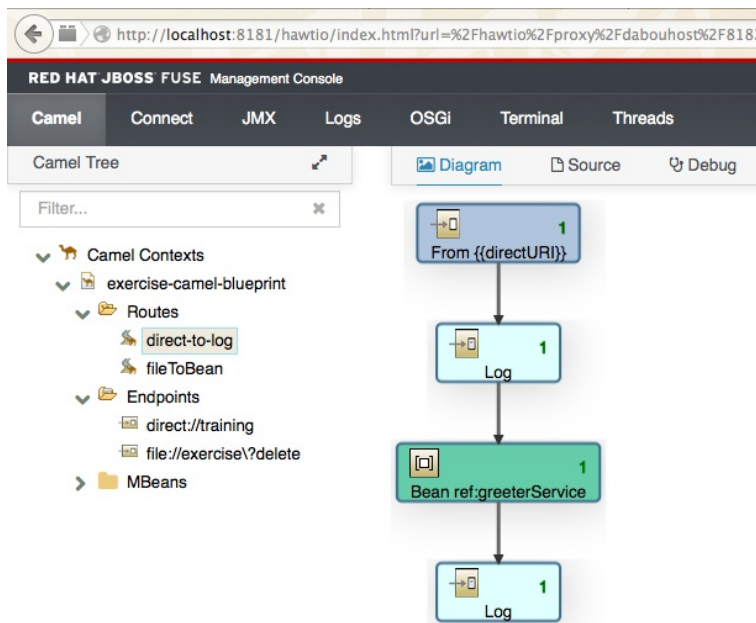 http://localhost:8181/hawtio/index.html?url=%2Fhawtio%2Fproxy%2Fdabouhost%2F8182
RED HAT JBOSS FUSE Management Console
Camel Connect JMX Logs OSGi Terminal Threads
Camel Tree
Diagram Source Debug
Filter...
Camel Contexts
exercise-camel-blueprint
Routes
direct-to-log
fileToBean
Endpoints
direct://training
file://exercise\?delete
MBeans
1
From {{directURI}}
1
Log
1
Bean ref:greeterService
1
Log